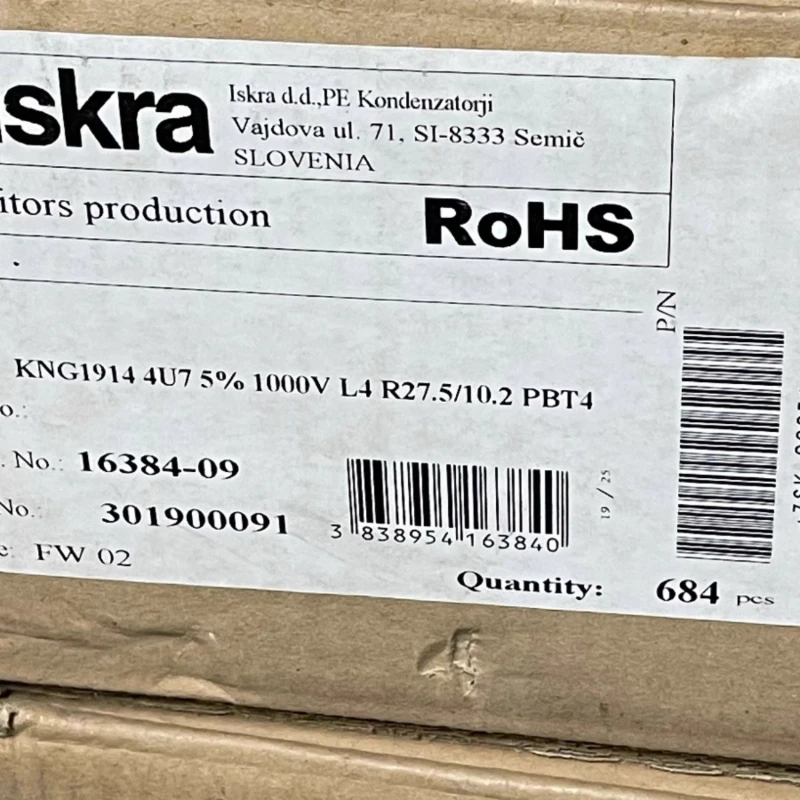 skra
Iskra d.d.,PE Kondenzatorji
Vajdova ul. 71, SI-8333 Semič
SLOVENIA
itors production
RoHS
P/N
KNG1914 4U7 5% 1000V L4 R27.5/10.2 PBT4
o.:
. No.: 16384-09
No.: 301900091
19 / 25
3 838954 163840
e: FW 02
Quantity: 684 pcs